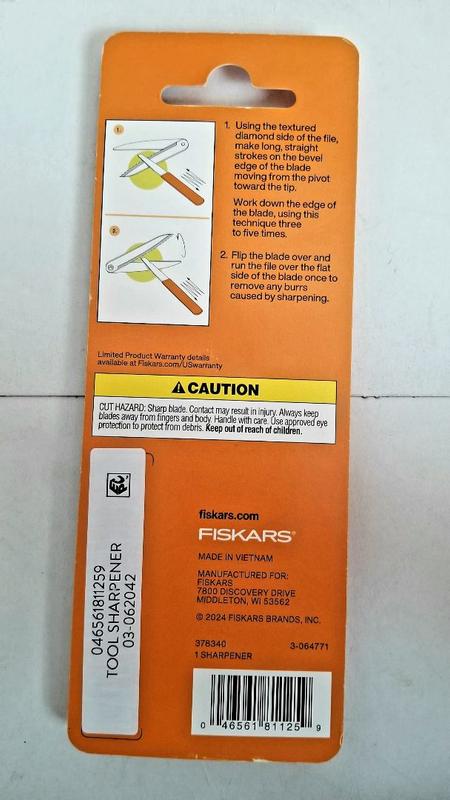 1.
2.
1. Using the textured
diamond side of the file,
make long, straight
strokes on the bevel
edge of the blade
moving from the pivot
toward the tip.
Work down the edge of
the blade, using this
technique three
to five times.
2. Flip the blade over and
run the file over the flat
side of the blade once to
remove any burrs
caused by sharpening.
Limited Product Warranty details
available at Fiskars.com/USwarranty
CAUTION
CUT HAZARD: Sharp blade. Contact may result in injury. Always keep
blades away from fingers and body. Handle with care. Use approved eye
protection to protect from debris. Keep out of reach of children.
046561811259
TOOL SHARPENER
03-062042
fiskars.com
FISKARS®
MADE IN VIETNAM
MANUFACTURED FOR:
FISKARS
7800 DISCOVERY DRIVE
MIDDLETON, WI 53562
© 2024 FISKARS BRANDS, INC.
378340 3-064771
1 SHARPENER
0 46561 81125 9